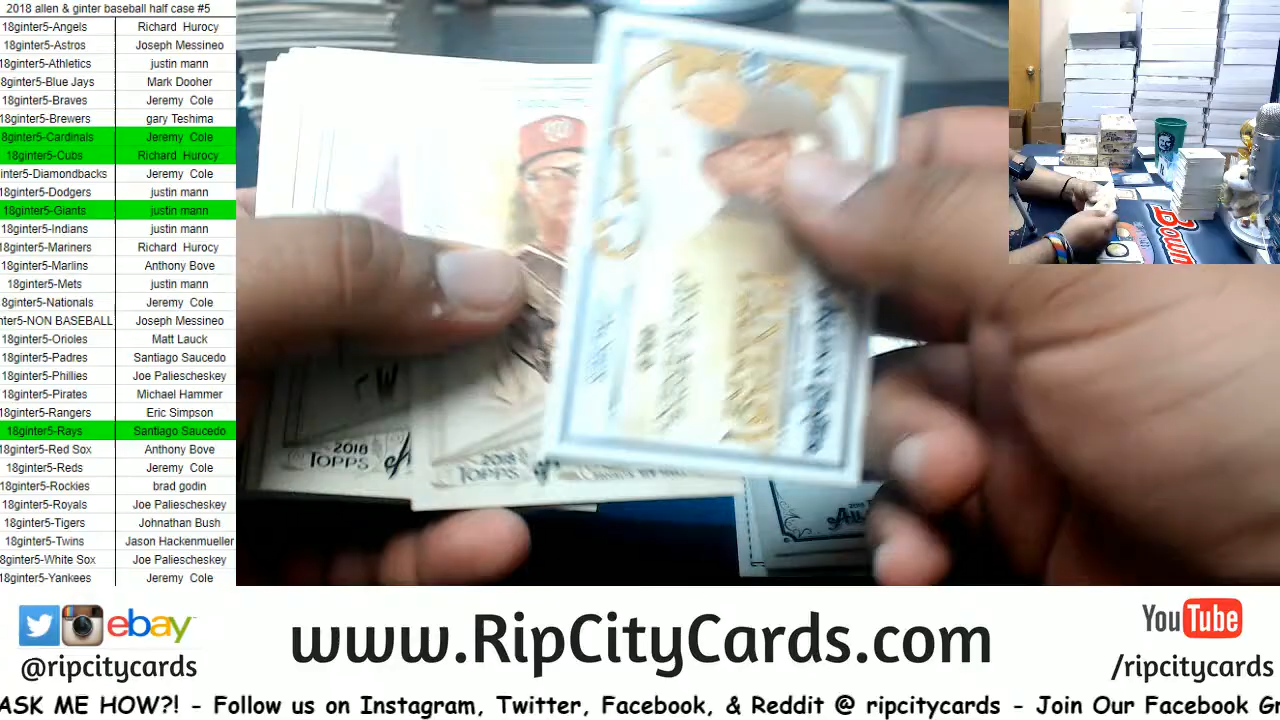 2018 allen & ginter baseball half case #5
18ginter5-Angels Richard Hurocy
18ginter5-Astros Joseph Messineo
18ginter5-Athletics justin mann
8ginter5-Blue Jays Mark Dooher
18ginter5-Braves Jeremy Cole
18ginter5-Brewers gary Teshima
8ginter5-Cardinals Jeremy Cole
18ginter5-Cubs Richard Hurocy
inter5-Diamondbacks Jeremy Cole
18ginter5-Dodgers justin mann
18ginter5-Giants justin mann
18ginter5-Indians justin mann
18ginter5-Mariners Richard Hurocy
18ginter5-Marlins Anthony Bove
18ginter5-Mets justin mann
8ginter5-Nationals Jeremy Cole
nter5-NON BASEBALL Joseph Messineo
18ginter5-Orioles Matt Lauck
18ginter5-Padres Santiago Saucedo
18ginter5-Phillies Joe Paliescheskey
18ginter5-Pirates Michael Hammer
18ginter5-Rangers Eric Simpson
18ginter5-Rays Santiago Saucedo
18ginter5-Red Sox Anthony Bove
18ginter5-Reds Jeremy Cole
18ginter5-Rockies brad godin
18ginter5-Royals Joe Paliescheskey
18ginter5-Tigers Johnathan Bush
18ginter5-Twins Jason Hackenmueller
8ginter5-White Sox Joe Paliescheskey
18ginter5-Yankees Jeremy Cole
2018
TOPPS
2018
TOPPS
ebay
@ripcitycards
www.RipCityCards.com
YouTube
/ripcitycards
ASK ME HOW?! - Follow us on Instagram, Twitter, Facebook, & Reddit @ ripcitycards - Join Our Facebook G